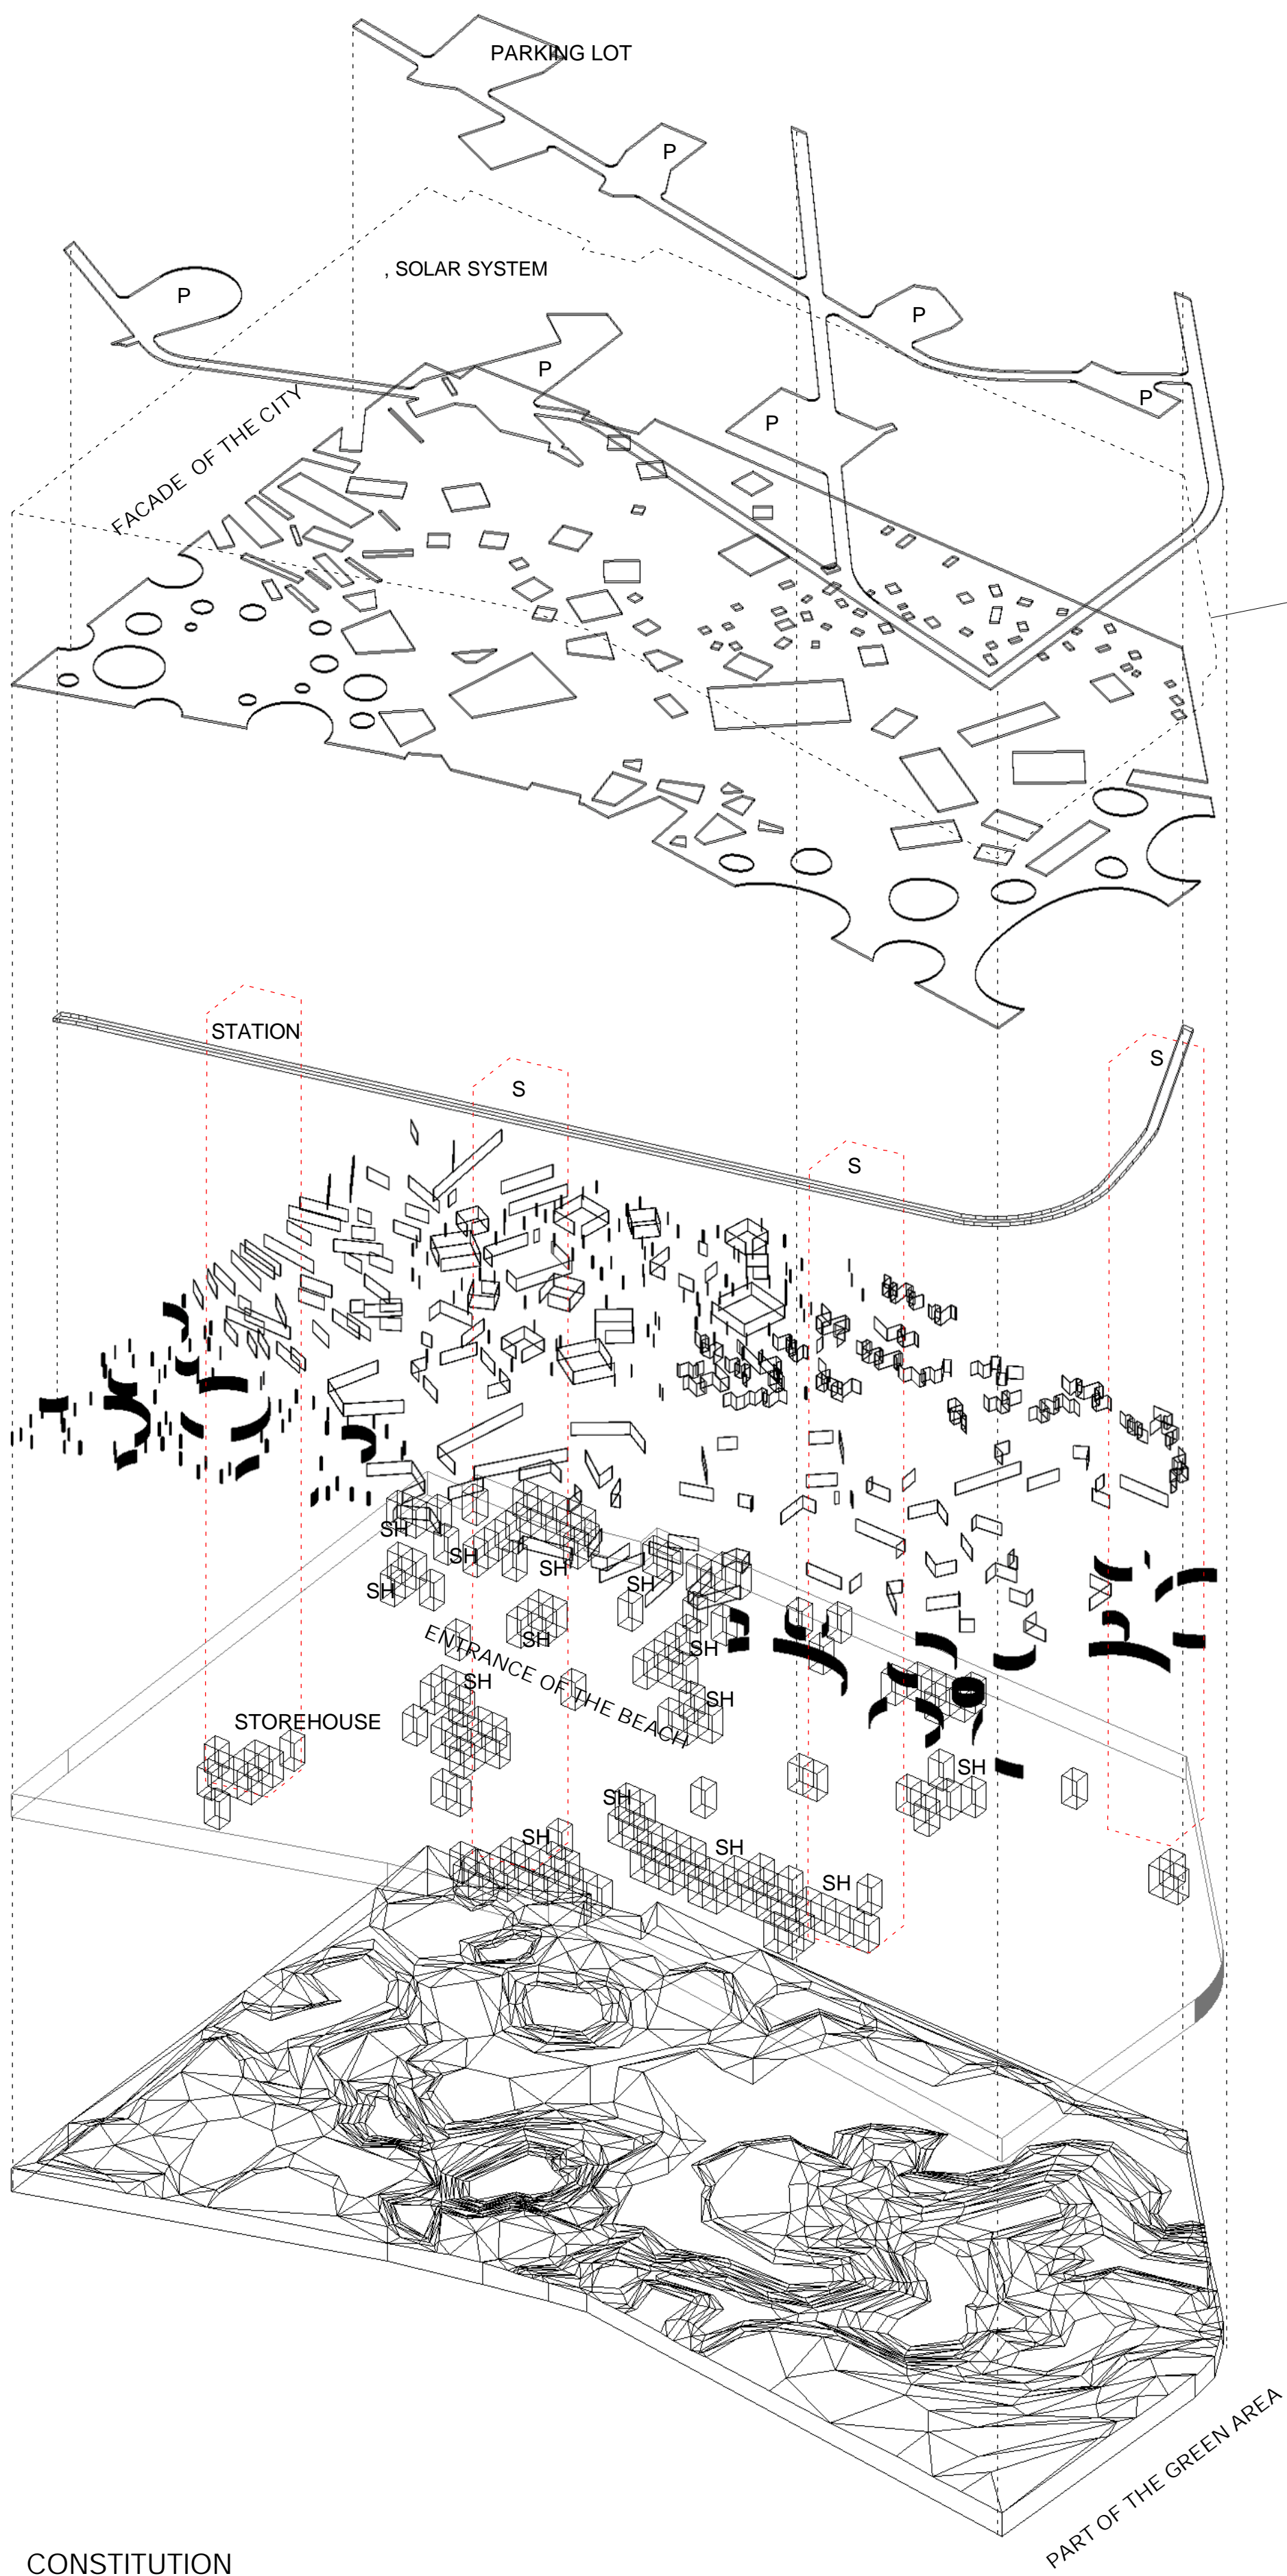 PARKING LOT
P
, SOLAR SYSTEM
P
P
P
P
P
FACADE OF THE CITY
STATION
S
S
S
SH
SH
SH
SH
SH
SH
ENTRANCE OF THE BEACH
SH
SH
SH
STOREHOUSE
SH
SH
SH
SH
SH
PART OF THE GREEN AREA
CONSTITUTION